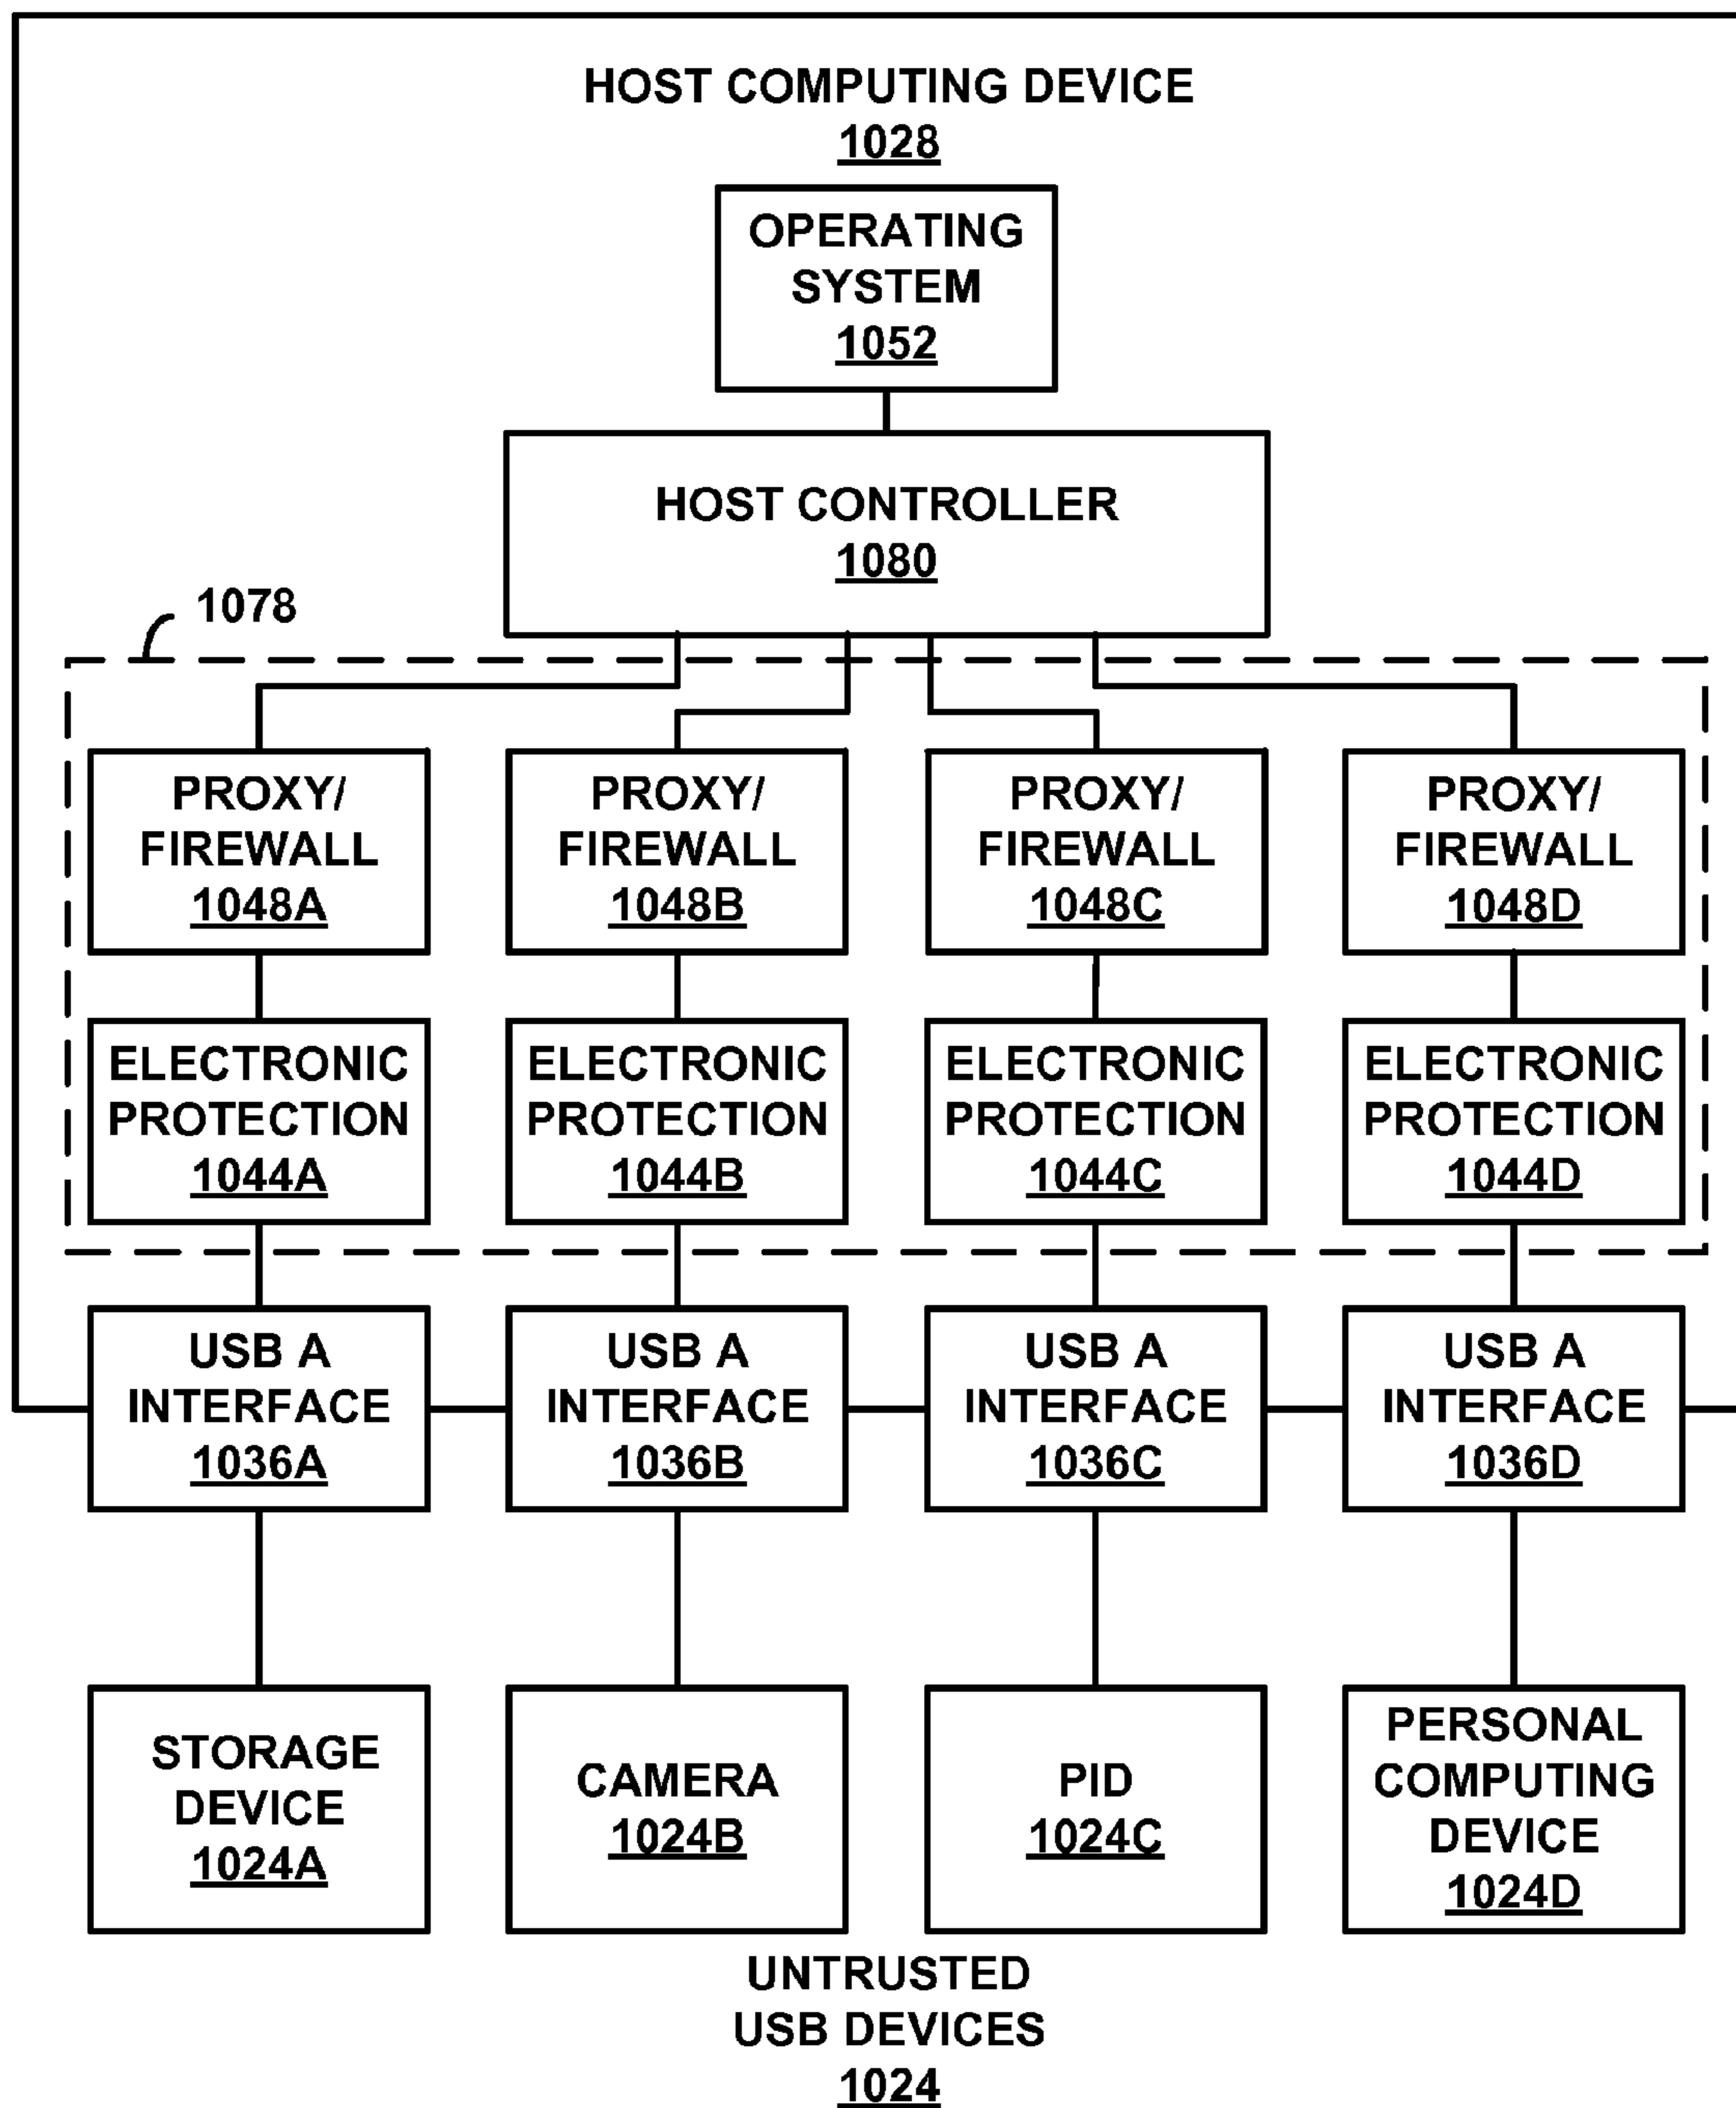 HOST COMPUTING DEVICE
1028
OPERATING
SYSTEM
1052
HOST CONTROLLER
1080
1078
PROXY/
FIREWALL
1048A
PROXY/
FIREWALL
1048B
PROXY/
FIREWALL
1048C
PROXY/
FIREWALL
1048D
ELECTRONIC
PROTECTION
1044A
ELECTRONIC
PROTECTION
1044B
ELECTRONIC
PROTECTION
1044C
ELECTRONIC
PROTECTION
1044D
USB A
INTERFACE
1036A
USB A
INTERFACE
1036B
USB A
INTERFACE
1036C
USB A
INTERFACE
1036D
STORAGE
DEVICE
1024A
CAMERA
1024B
PID
1024C
PERSONAL
COMPUTING
DEVICE
1024D
UNTRUSTED
USB DEVICES
1024